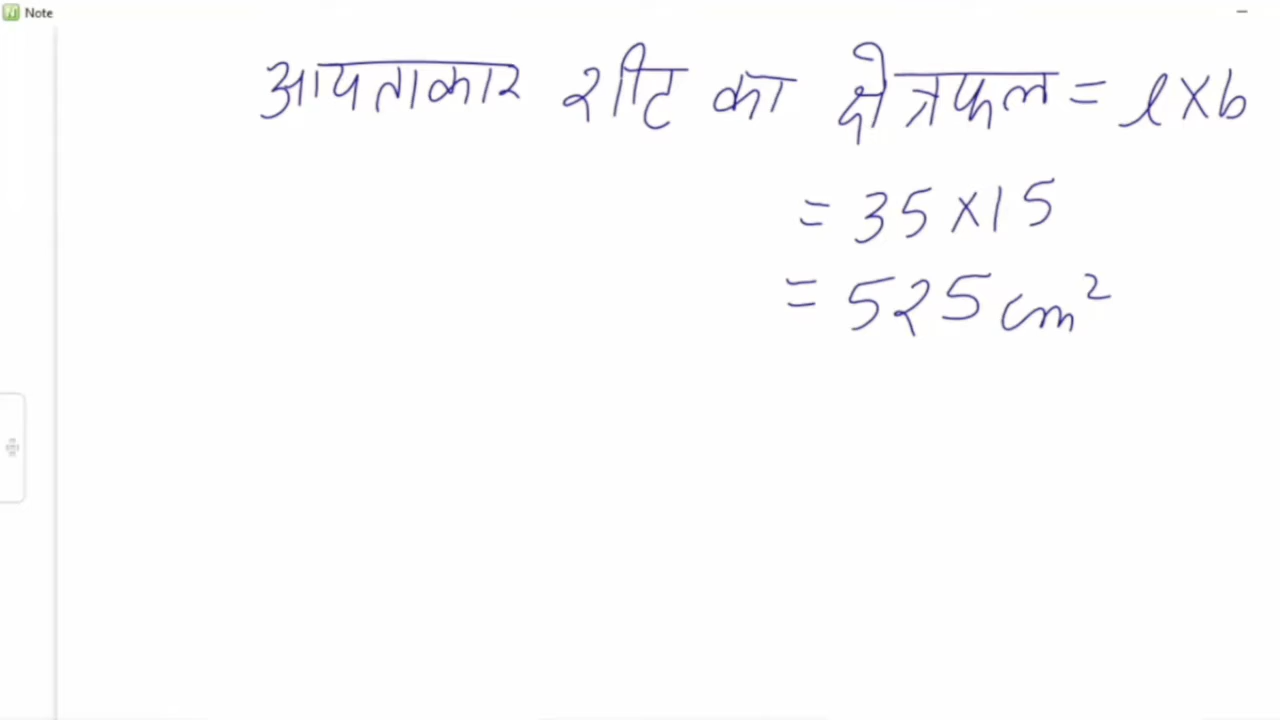 Note
आयताकार शीट का क्षेत्रफल = l × b
= 35 × 15
= 525 cm²